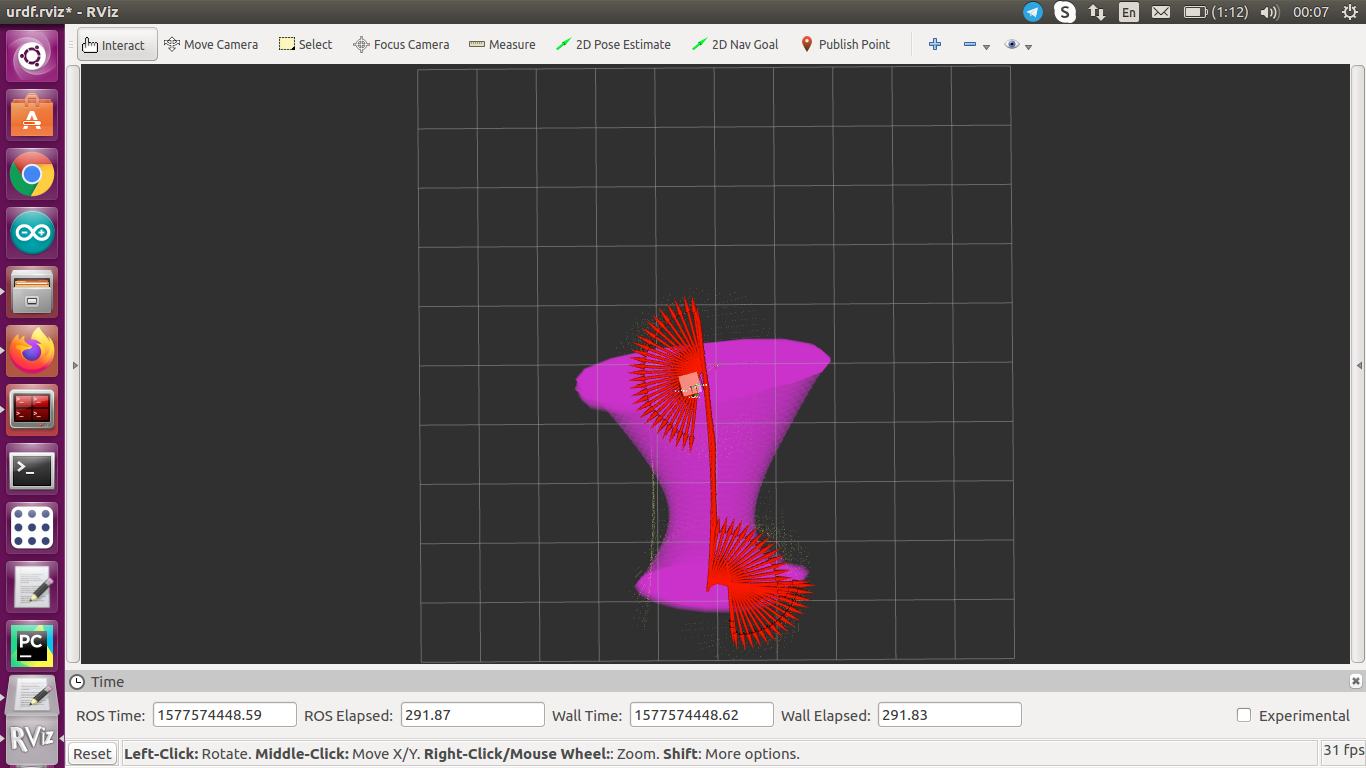 urdf.rviz* - RViz
En
(1:12)
00:07
Interact
Move Camera
Select
Focus Camera
Measure
2D Pose Estimate
2D Nav Goal
Publish Point
PC
RViz
Time
ROS Time: 1577574448.59 ROS Elapsed: 291.87 Wall Time: 1577574448.62 Wall Elapsed: 291.83 Experimental
Reset Left-Click: Rotate. Middle-Click: Move X/Y. Right-Click/Mouse Wheel:: Zoom. Shift: More options. 31 fps